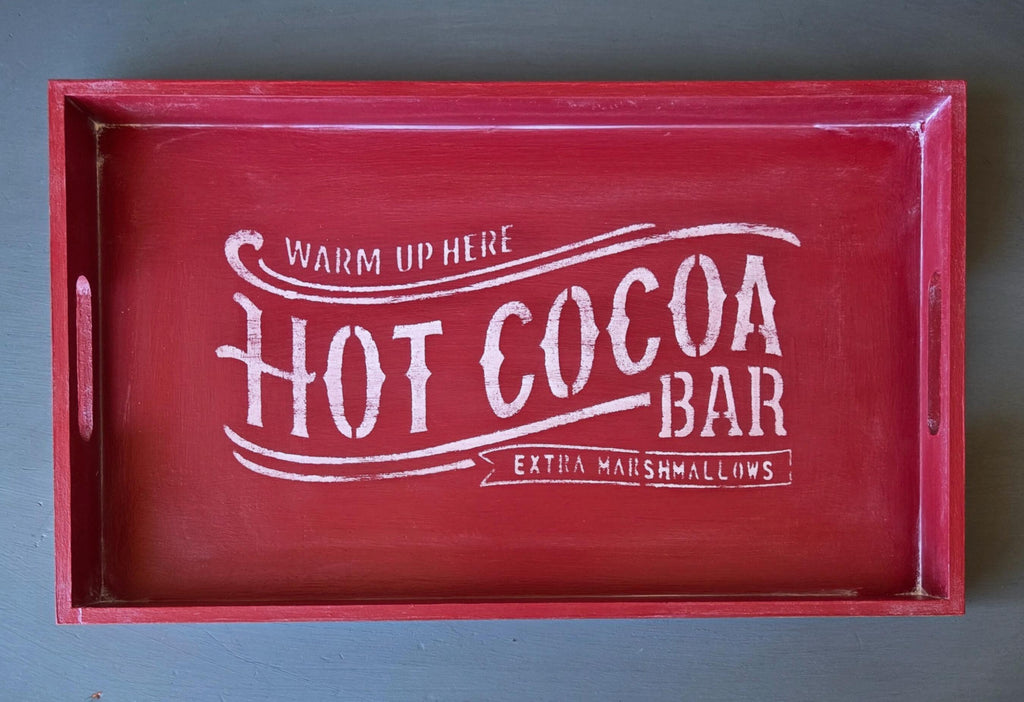 WARM UP HERE
HOT COCOA
BAR
EXTRA MARSHMALLOWS